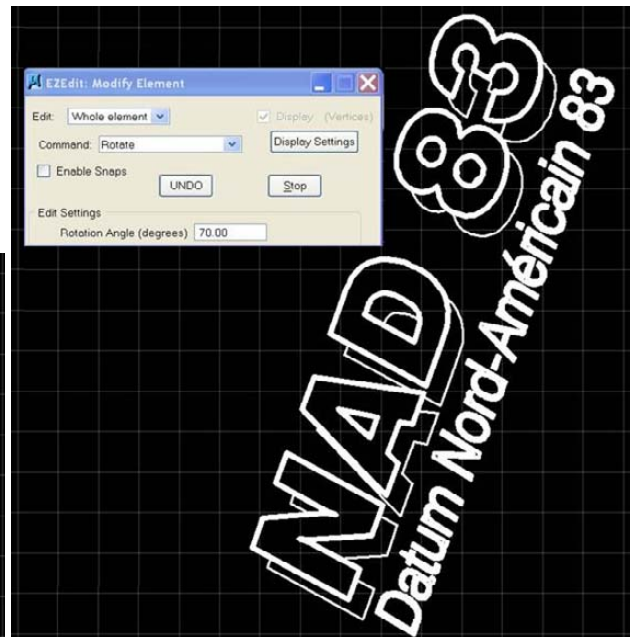 EZEdit: Modify Element
Edit: Whole element Display (Vertices)
Command: Rotate Display Settings
Enable Snaps
UNDO Stop
Edit Settings
Rotation Angle (degrees) 70.00
NAD 83
Datum Nord-Américain 83